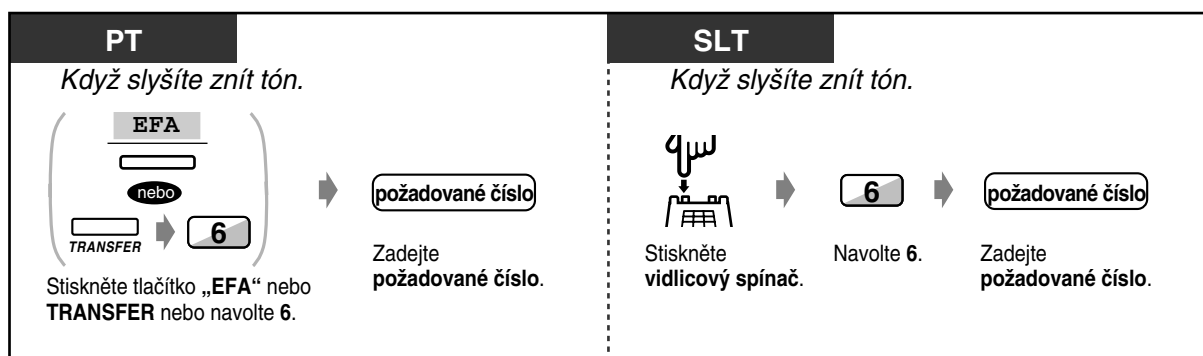 PT
Když slyšíte znít tón.
EFA
nebo
TRANSFER
6
Stiskněte tlačítko „EFA“ nebo
TRANSFER nebo navolte 6.
požadované číslo
Zadejte
požadované číslo.
SLT
Když slyšíte znít tón.
Stiskněte
vidlicový spínač.
6
Navolte 6.
požadované číslo
Zadejte
požadované číslo.